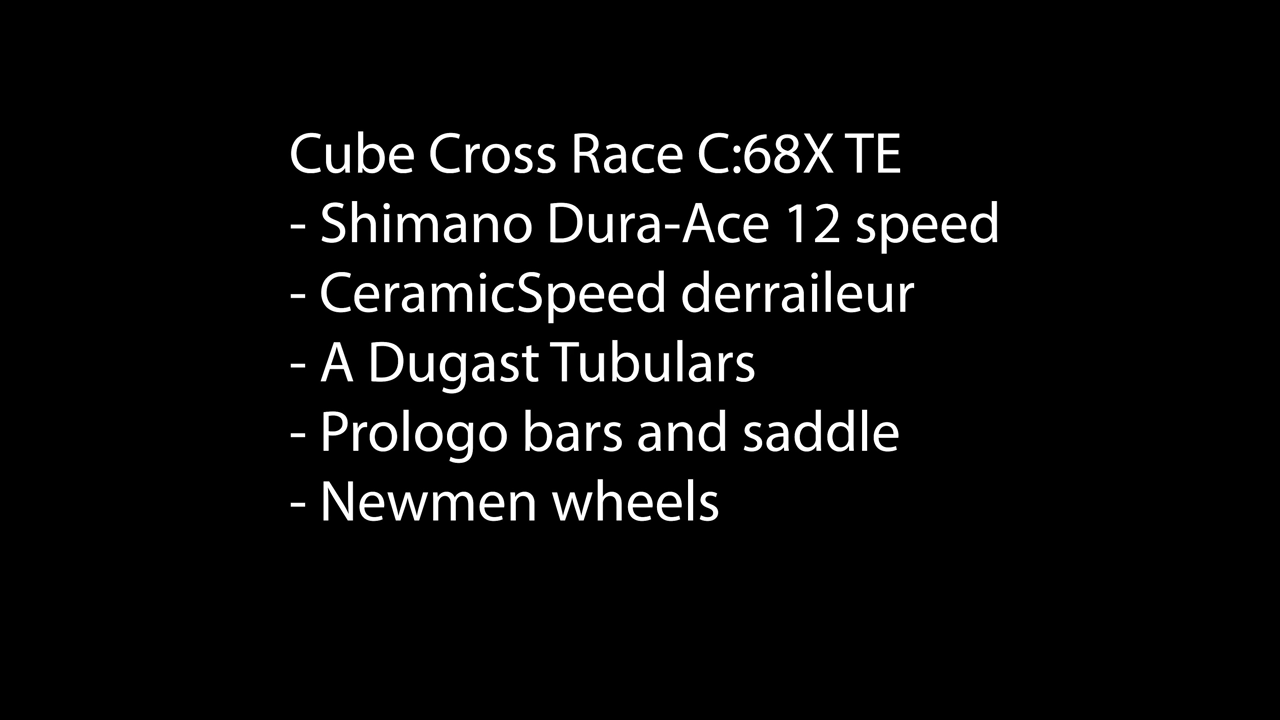 Cube Cross Race C:68X TE
- Shimano Dura-Ace 12 speed
- CeramicSpeed derraileur
- A Dugast Tubulars
- Prologo bars and saddle
- Newmen wheels